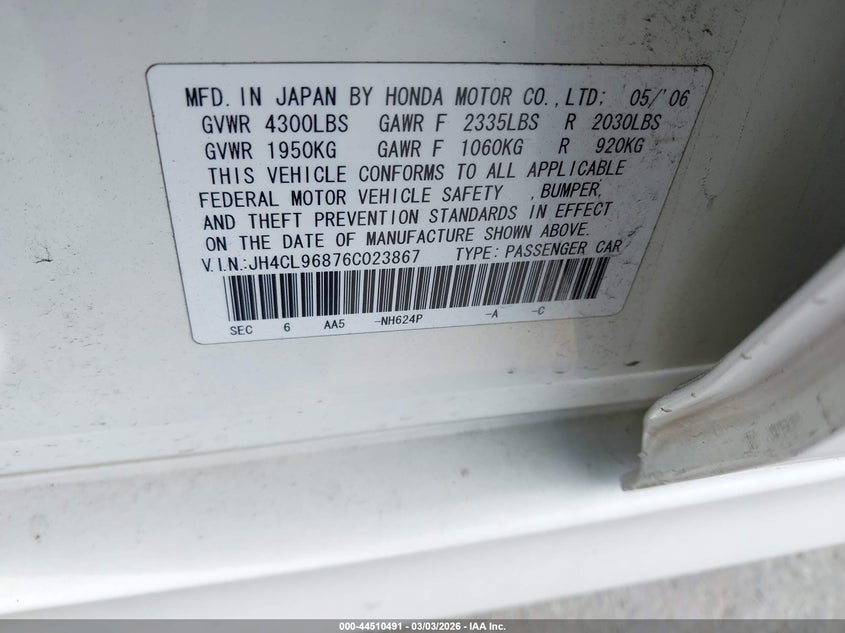 MFD. IN JAPAN BY HONDA MOTOR CO., LTD: 05/'06
GVWR 4300LBS GAWR F 2335LBS R 2030LBS
GVWR 1950KG GAWR F 1060KG R 920KG
THIS VEHICLE CONFORMS TO ALL APPLICABLE
FEDERAL MOTOR VEHICLE SAFETY , BUMPER,
AND THEFT PREVENTION STANDARDS IN EFFECT
ON THE DATE OF MANUFACTURE SHOWN ABOVE.
V.I.N.:JH4CL96876C023867 TYPE: PASSENGER CAR
SEC 6 AA5 -NH624P -A -C
000-44510491 - 03/03/2026 - IAA Inc.